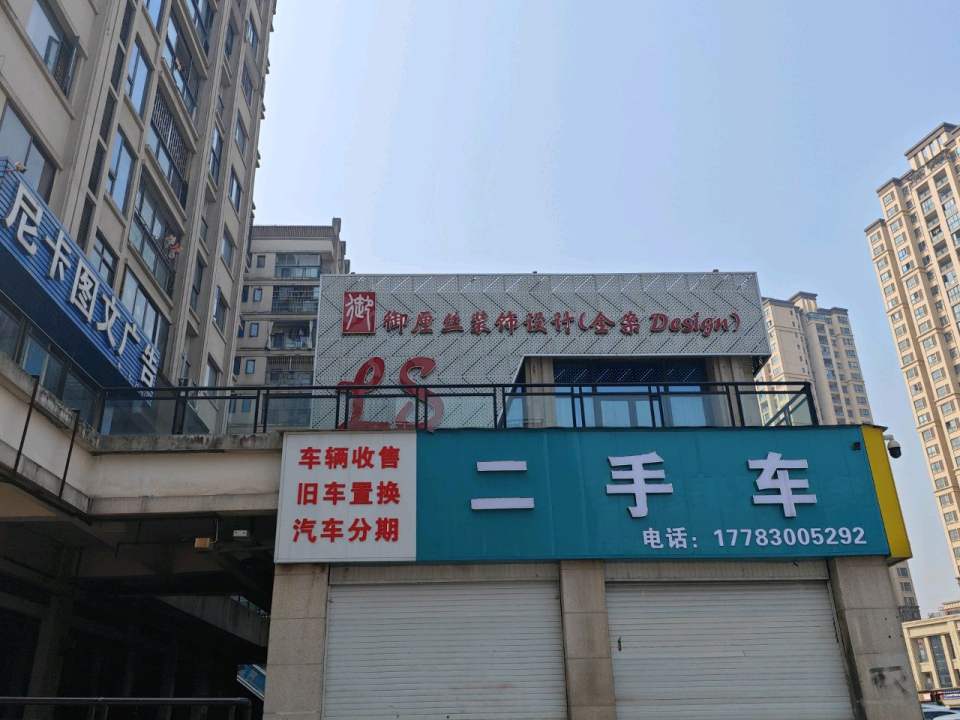 尼卡图文广告
御
御厘丝装饰设计(全案Design)
LS
车辆收售
旧车置换
汽车分期
二手车
电话：17783005292